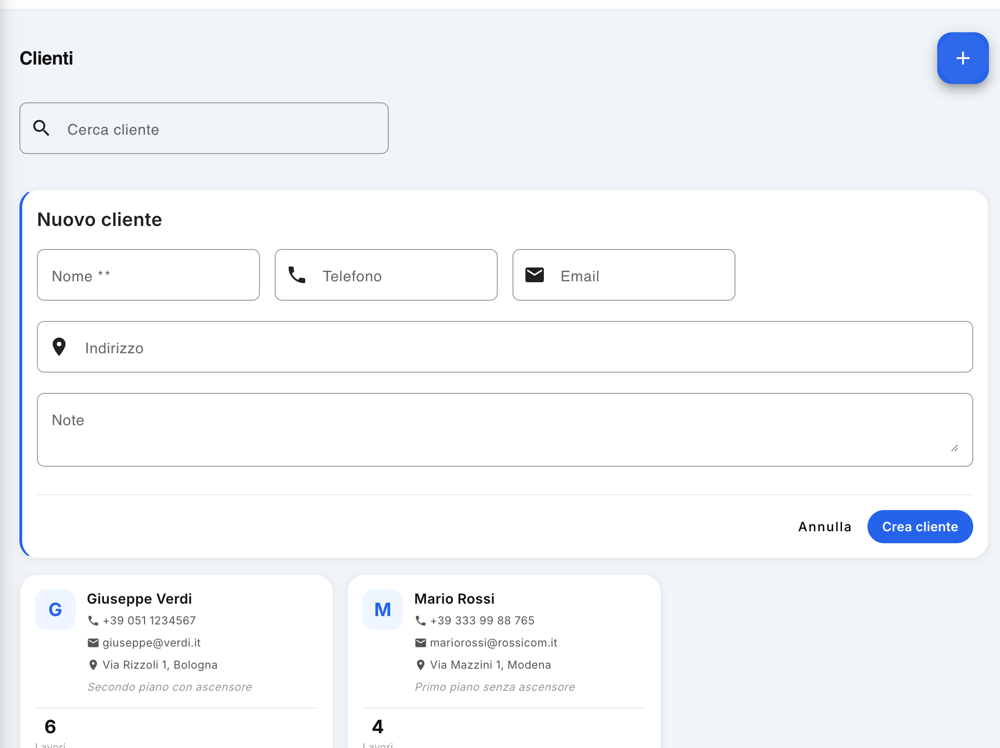 Clienti
+
Cerca cliente
Nuovo cliente
Nome **
Telefono
Email
Indirizzo
Note
Annulla
Crea cliente
G
Giuseppe Verdi
+39 051 1234567
giuseppe@verdi.it
Via Rizzoli 1, Bologna
Secondo piano con ascensore
6
Lavori
M
Mario Rossi
+39 333 99 88 765
mariorossi@rossicom.it
Via Mazzini 1, Modena
Primo piano senza ascensore
4
Lavori